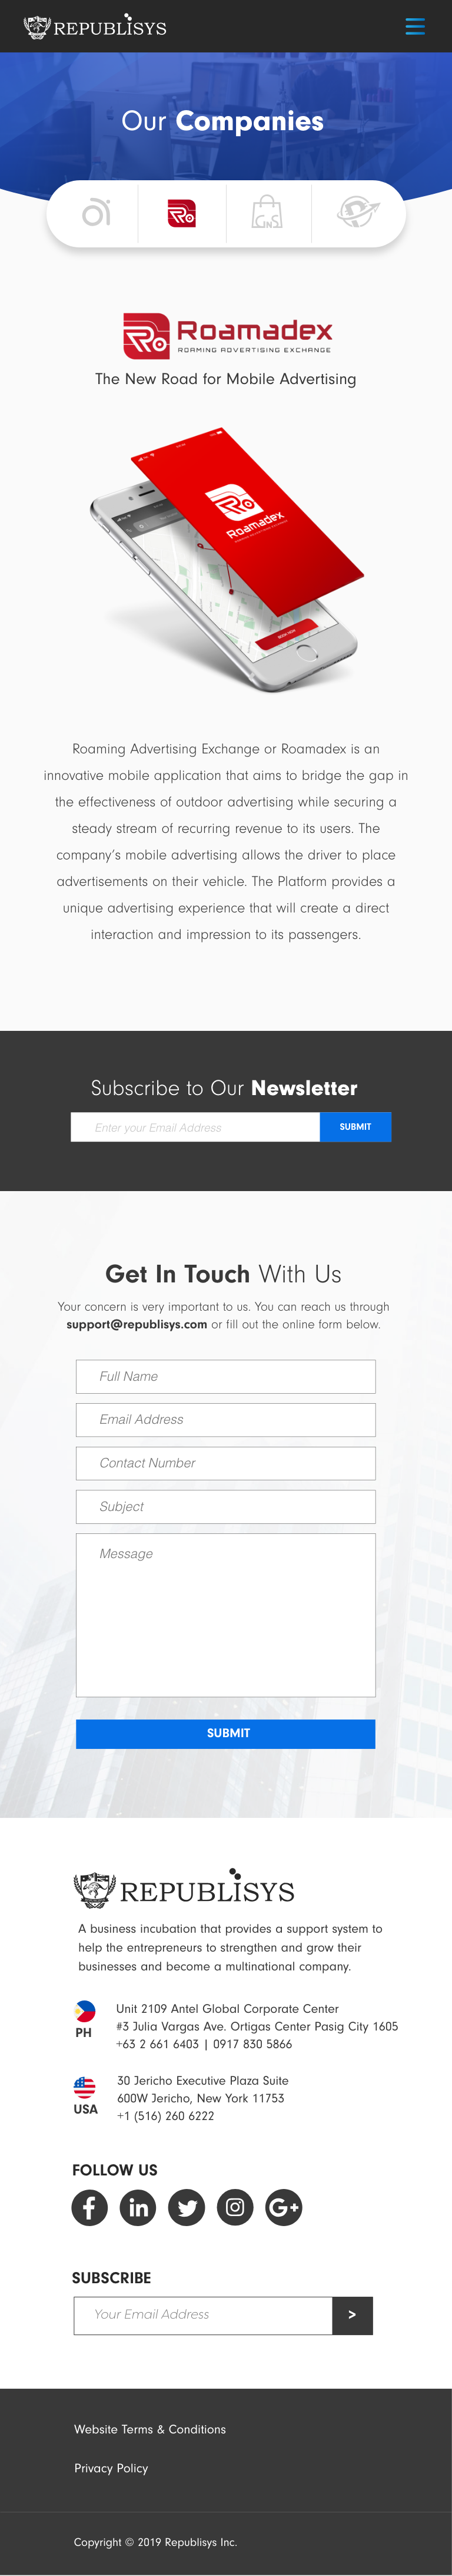 REPUBLISYS
Our Companies
GinS
Roamadex
ROAMING ADVERTISING EXCHANGE
The New Road for Mobile Advertising
Roamadex
BOOK NOW
Roaming Advertising Exchange or Roamadex is an
innovative mobile application that aims to bridge the gap in
the effectiveness of outdoor advertising while securing a
steady stream of recurring revenue to its users. The
company's mobile advertising allows the driver to place
advertisements on their vehicle. The Platform provides a
unique advertising experience that will create a direct
interaction and impression to its passengers.
Subscribe to Our Newsletter
Enter your Email Address
SUBMIT
Get In Touch With Us
Your concern is very important to us. You can reach us through
support@republisys.com or fill out the online form below.
Full Name
Email Address
Contact Number
Subject
Message
SUBMIT
REPUBLISYS
A business incubation that provides a support system to
help the entrepreneurs to strengthen and grow their
businesses and become a multinational company.
PH
Unit 2109 Antel Global Corporate Center
#3 Julia Vargas Ave. Ortigas Center Pasig City 1605
+63 2 661 6403 | 0917 830 5866
USA
30 Jericho Executive Plaza Suite
600W Jericho, New York 11753
+1 (516) 260 6222
FOLLOW US
f in G+
SUBSCRIBE
Your Email Address
>
Website Terms & Conditions
Privacy Policy
Copyright © 2019 Republisys Inc.